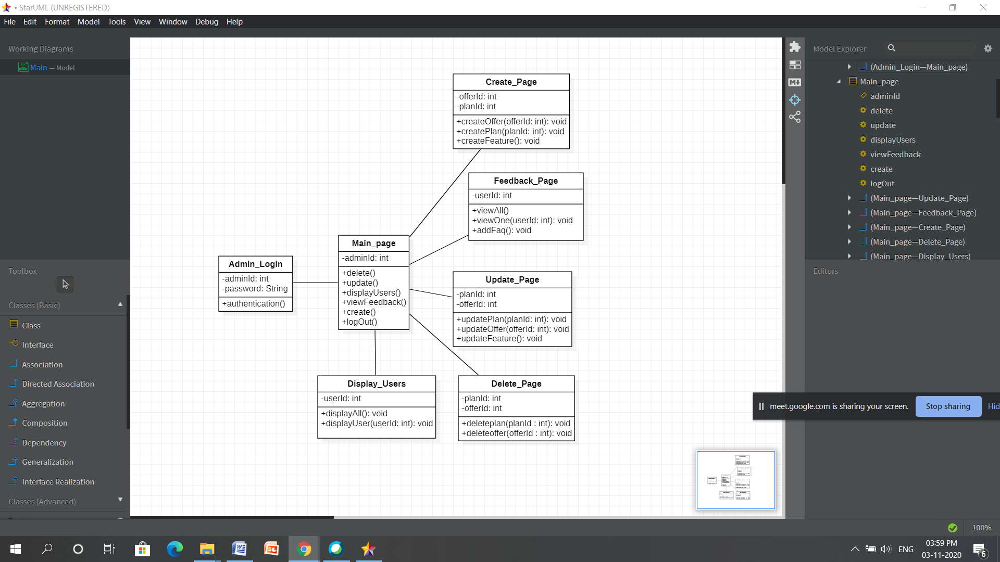 • StarUML (UNREGISTERED)
File Edit Format Model Tools View Window Debug Help
Working Diagrams
Main — Model
Toolbox
Classes (Basic)
Class
Interface
Association
Directed Association
Aggregation
Composition
Dependency
Generalization
Interface Realization
Classes (Advanced)
Create_Page
-offerId: int
-planId: int
+createOffer(offerId: int): void
+createPlan(planId: int): void
+createFeature(): void
Feedback_Page
-userId: int
+viewAll()
+viewOne(userId: int): void
+addFaq(): void
Main_page
-adminId: int
+delete()
+update()
+displayUsers()
+viewFeedback()
+create()
+logOut()
Admin_Login
-adminId: int
-password: String
+authentication()
Update_Page
-planId: int
-offerId: int
+updatePlan(planId: int): void
+updateOffer(offerId: int): void
+updateFeature(): void
Display_Users
-userId: int
+displayAll(): void
+displayUser(userId: int): void
Delete_Page
-planId: int
-offerId: int
+deleteplan(planId : int): void
+deleteoffer(offerId : int): void
Model Explorer
(Admin_Login—Main_page)
Main_page
adminId
delete
update
displayUsers
viewFeedback
create
logOut
(Main_page—Update_Page)
(Main_page—Feedback_Page)
(Main_page—Create_Page)
(Main_page—Delete_Page)
(Main_page—Display_Users)
Editors
meet.google.com is sharing your screen. Stop sharing Hid
100%
ENG
03:59 PM
03-11-2020
6